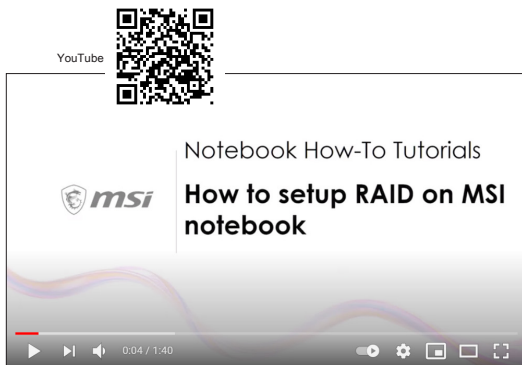 YouTube
Notebook How-To Tutorials
msi
How to setup RAID on MSI
notebook
0:04 / 1:40